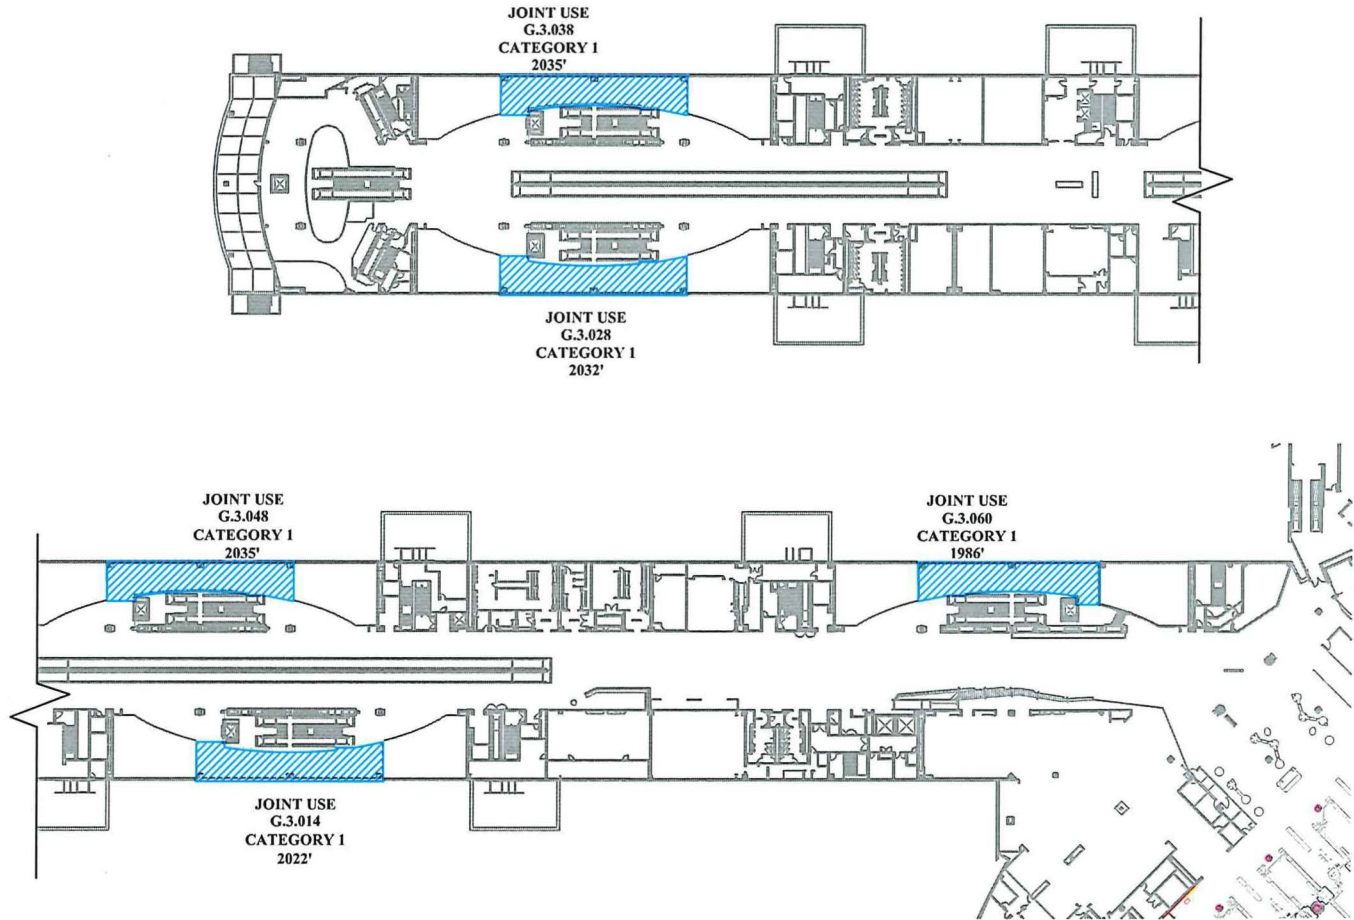 JOINT USE
G.3.038
CATEGORY 1
2035'
JOINT USE
G.3.028
CATEGORY 1
2032'
JOINT USE
G.3.048
CATEGORY 1
2035'
JOINT USE
G.3.060
CATEGORY 1
1986'
JOINT USE
G.3.014
CATEGORY 1
2022'